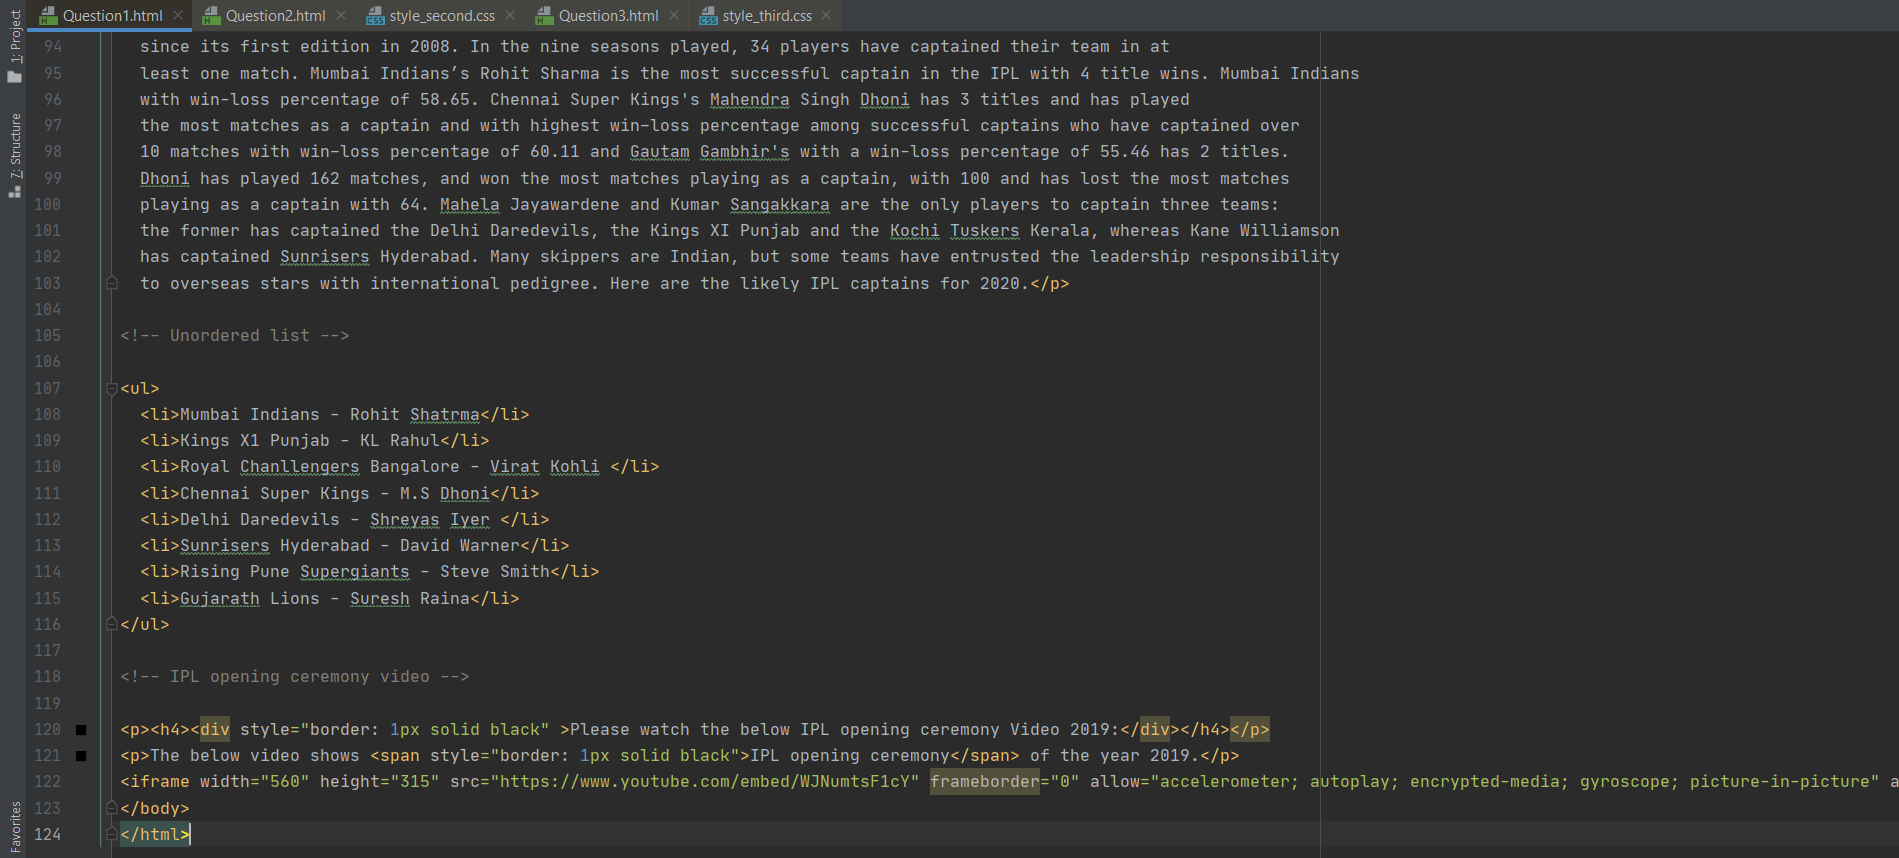 Question1.html Question2.html style_second.css Question3.html style_third.css
1: Project
7: Structure
Favorites
94 since its first edition in 2008. In the nine seasons played, 34 players have captained their team in at
95 least one match. Mumbai Indians’s Rohit Sharma is the most successful captain in the IPL with 4 title wins. Mumbai Indians
96 with win-loss percentage of 58.65. Chennai Super Kings's Mahendra Singh Dhoni has 3 titles and has played
97 the most matches as a captain and with highest win-loss percentage among successful captains who have captained over
98 10 matches with win-loss percentage of 60.11 and Gautam Gambhir's with a win-loss percentage of 55.46 has 2 titles.
99 Dhoni has played 162 matches, and won the most matches playing as a captain, with 100 and has lost the most matches
100 playing as a captain with 64. Mahela Jayawardene and Kumar Sangakkara are the only players to captain three teams:
101 the former has captained the Delhi Daredevils, the Kings XI Punjab and the Kochi Tuskers Kerala, whereas Kane Williamson
102 has captained Sunrisers Hyderabad. Many skippers are Indian, but some teams have entrusted the leadership responsibility
103 to overseas stars with international pedigree. Here are the likely IPL captains for 2020.</p>
104
105 <!-- Unordered list -->
106
107 <ul>
108 <li>Mumbai Indians - Rohit Shatrma</li>
109 <li>Kings X1 Punjab - KL Rahul</li>
110 <li>Royal Chanllengers Bangalore - Virat Kohli </li>
111 <li>Chennai Super Kings - M.S Dhoni</li>
112 <li>Delhi Daredevils - Shreyas Iyer </li>
113 <li>Sunrisers Hyderabad - David Warner</li>
114 <li>Rising Pune Supergiants - Steve Smith</li>
115 <li>Gujarath Lions - Suresh Raina</li>
116 </ul>
117
118 <!-- IPL opening ceremony video -->
119
120 <p><h4><div style="border: 1px solid black" >Please watch the below IPL opening ceremony Video 2019:</div></h4></p>
121 <p>The below video shows <span style="border: 1px solid black">IPL opening ceremony</span> of the year 2019.</p>
122 <iframe width="560" height="315" src="https://www.youtube.com/embed/WJNumtsF1cY" frameborder="0" allow="accelerometer; autoplay; encrypted-media; gyroscope; picture-in-picture" a
123 </body>
124 </html>